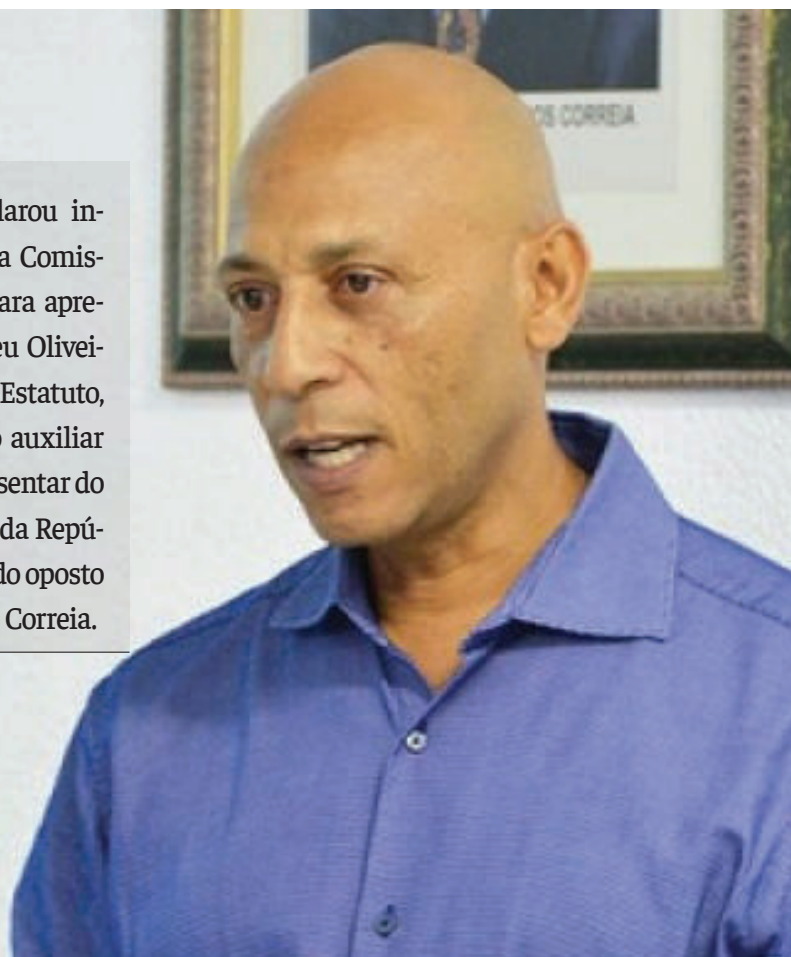 OS CORREIA
larou in-
a Comis-
ara apre-
eu Olivei-
Estatuto,
o auxiliar
sentar do
da Repú-
do oposto
Correia.